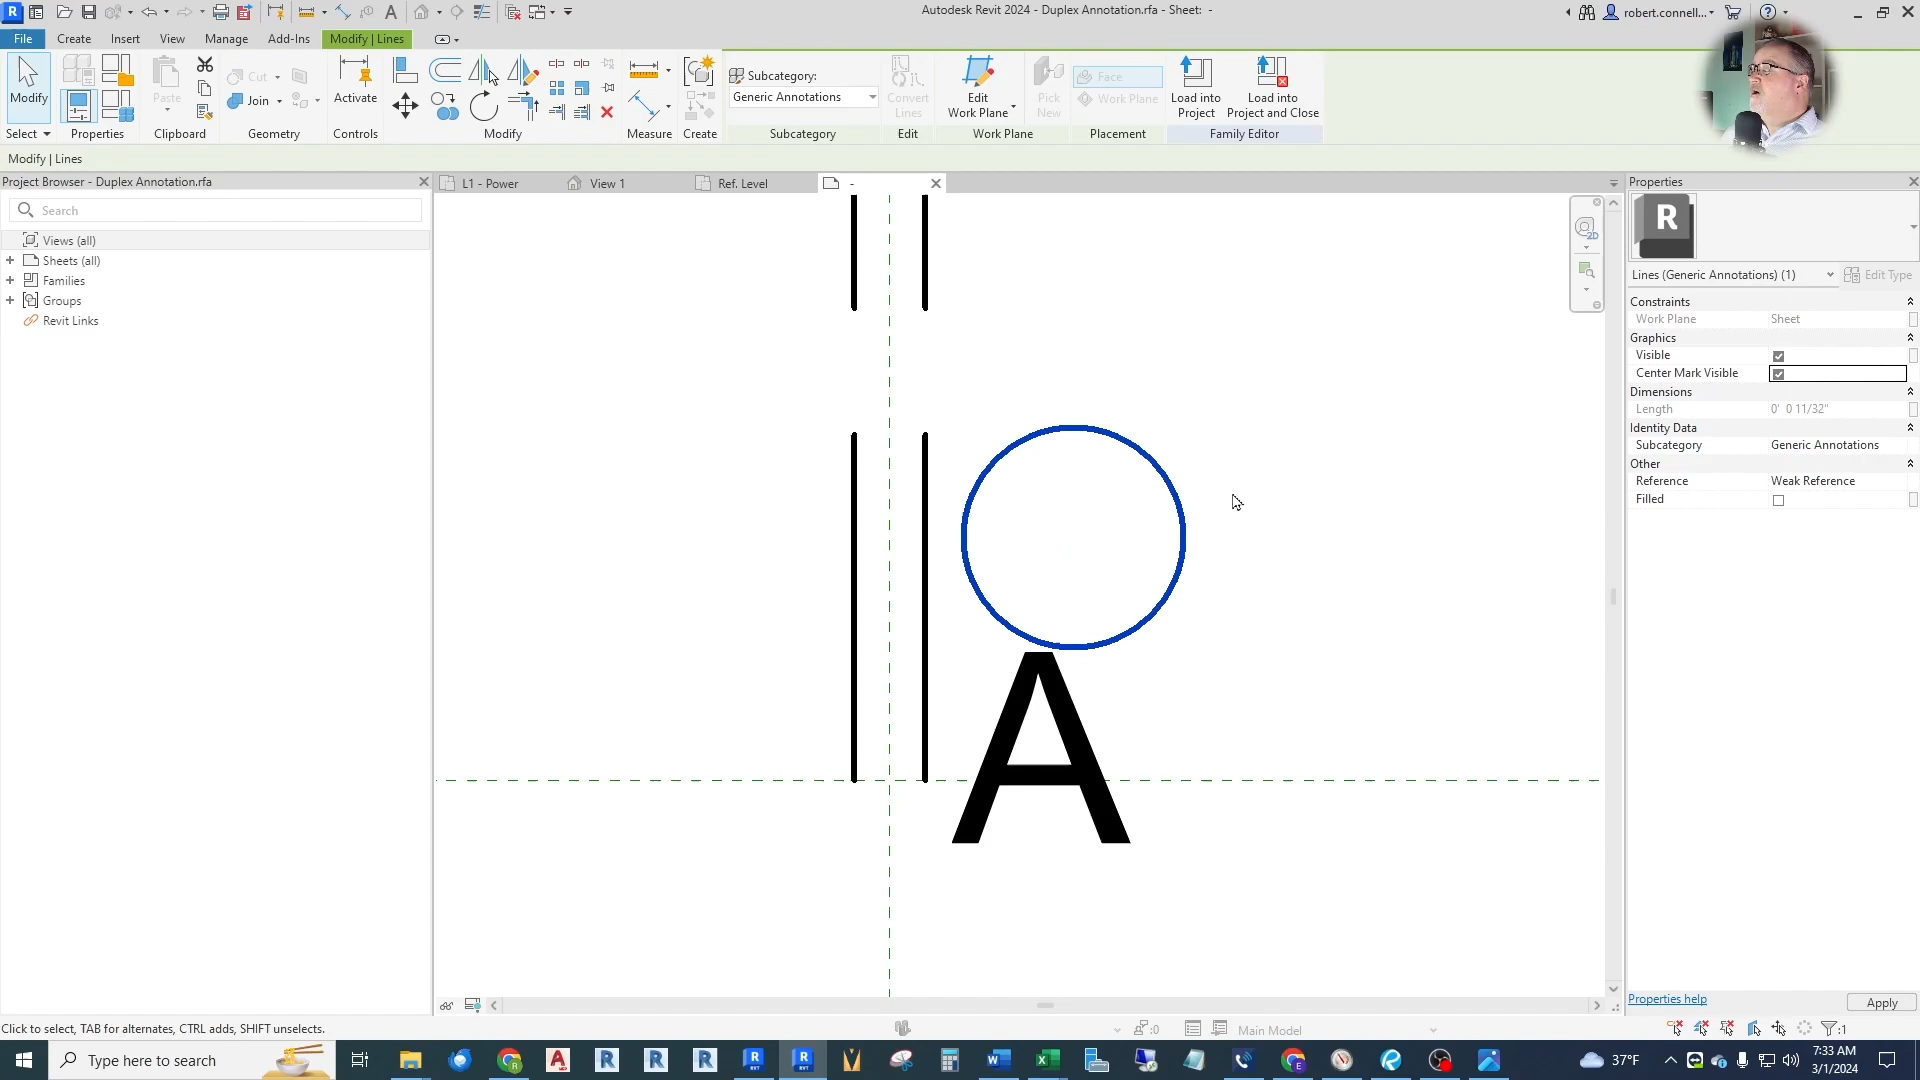 Autodesk Revit 2024 - Duplex Annotation.rfa - Sheet: -
robert.connell...
File
Create
Insert
View
Manage
Add-Ins
Modify | Lines
Modify
Select
Properties
Paste
Clipboard
Cut
Join
Geometry
Activate
Controls
Modify
Measure
Create
Subcategory:
Generic Annotations
Subcategory
Convert
Lines
Edit
Edit
Work Plane
Pick
New
Work Plane
Face
Work Plane
Placement
Load into
Project
Load into
Project and Close
Family Editor
Modify | Lines
Project Browser - Duplex Annotation.rfa
Search
Views (all)
Sheets (all)
Families
Groups
Revit Links
L1 - Power
View 1
Ref. Level
-
2D
A
Properties
R
Lines (Generic Annotations) (1)
Edit Type
Constraints
Work Plane Sheet
Graphics
Visible
Center Mark Visible
Dimensions
Length 0' 0 11/32"
Identity Data
Subcategory Generic Annotations
Other
Reference Weak Reference
Filled
Properties help
Apply
Click to select, TAB for alternates, CTRL adds, SHIFT unselects.
:0
Main Model
:1
Type here to search
37°F
7:33 AM
3/1/2024